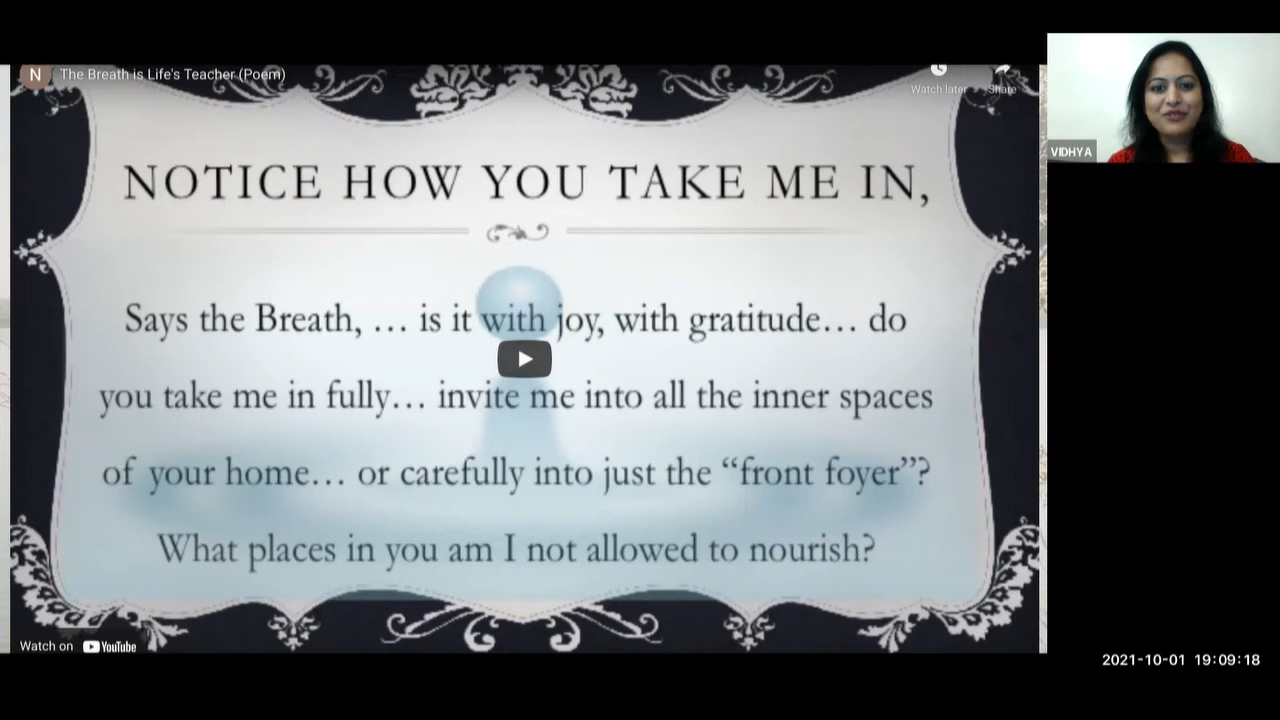 N
The Breath is Life's Teacher (Poem)
Watch later
Share
NOTICE HOW YOU TAKE ME IN,
Says the Breath, … is it with joy, with gratitude… do
you take me in fully… invite me into all the inner spaces
of your home… or carefully into just the “front foyer”?
What places in you am I not allowed to nourish?
Watch on YouTube
VIDHYA
2021-10-01 19:09:18